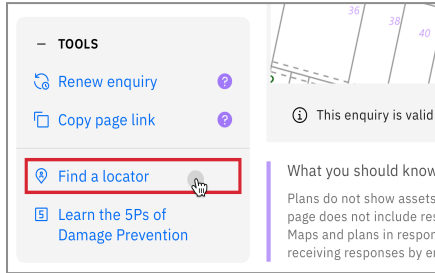 36
38
40
TOOLS
Renew enquiry ?
Copy page link ?
Find a locator
5 Learn the 5Ps of
Damage Prevention
This enquiry is valid
What you should know
Plans do not show assets
page does not include
Maps and plans in
receiving responses by